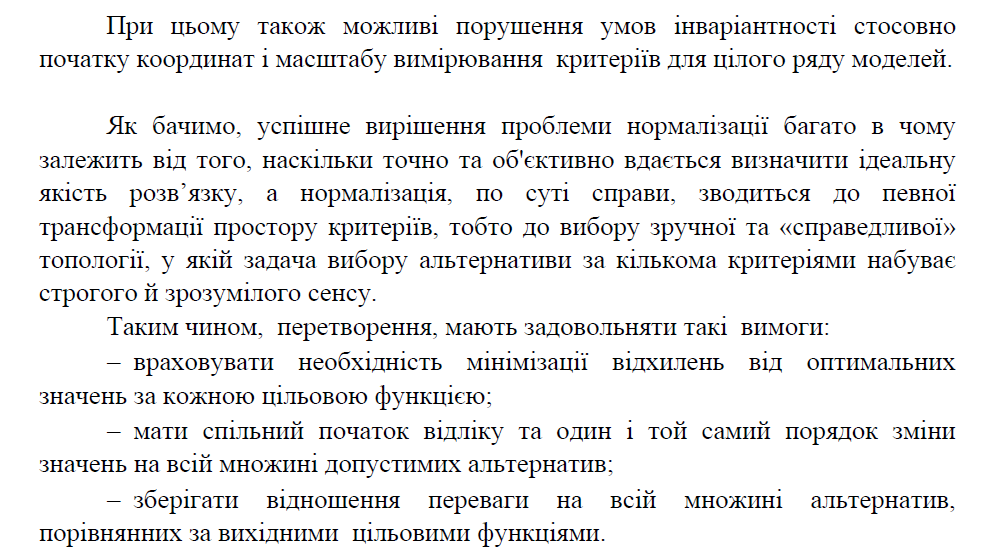 При цьому також можливі порушення умов інваріантності стосовно
початку координат і масштабу вимірювання  критеріїв для цілого ряду моделей.
Як бачимо, успішне вирішення проблеми нормалізації багато в чому
залежить від того, наскільки точно та об'єктивно вдається визначити ідеальну
якість розв’язку, а нормалізація, по суті справи, зводиться до певної
трансформації простору критеріїв, тобто до вибору зручної та «справедливої»
топології, у якій задача вибору альтернативи за кількома критеріями набуває
строгого й зрозумілого сенсу.
Таким чином,  перетворення, мають задовольняти такі  вимоги:
– враховувати необхідність мінімізації відхилень від оптимальних
значень за кожною цільовою функцією;
– мати спільний початок відліку та один і той самий порядок зміни
значень на всій множині допустимих альтернатив;
– зберігати відношення переваги на всій множині альтернатив,
порівнянних за вихідними  цільовими функціями.